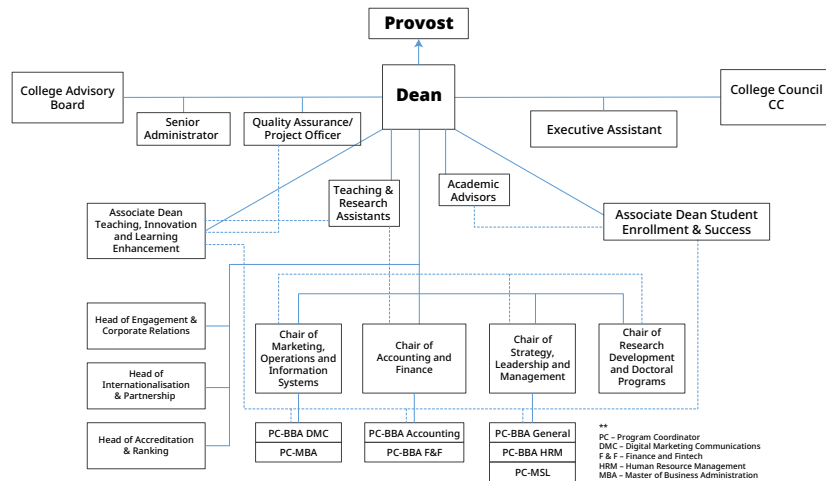 Provost
Dean
College Advisory
Board
College Council
CC
Senior
Administrator
Quality Assurance/
Project Officer
Executive Assistant
Teaching &
Research
Assistants
Academic
Advisors
Associate Dean
Teaching, Innovation
and Learning
Enhancement
Associate Dean Student
Enrollment & Success
Head of Engagement &
Corporate Relations
Chair of
Marketing,
Operations and
Information
Systems
Chair of
Accounting and
Finance
Chair of
Strategy,
Leadership and
Management
Chair of
Research
Development
and Doctoral
Programs
Head of
Internationalisation
& Partnership
Head of Accreditation
& Ranking
PC-BBA DMC
PC-MBA
PC-BBA Accounting
PC-BBA F&F
PC-BBA General
PC-BBA HRM
PC-MSL
**
PC – Program Coordinator
DMC – Digital Marketing Communications
F & F – Finance and Fintech
HRM – Human Resource Management
MBA – Master of Business Administration